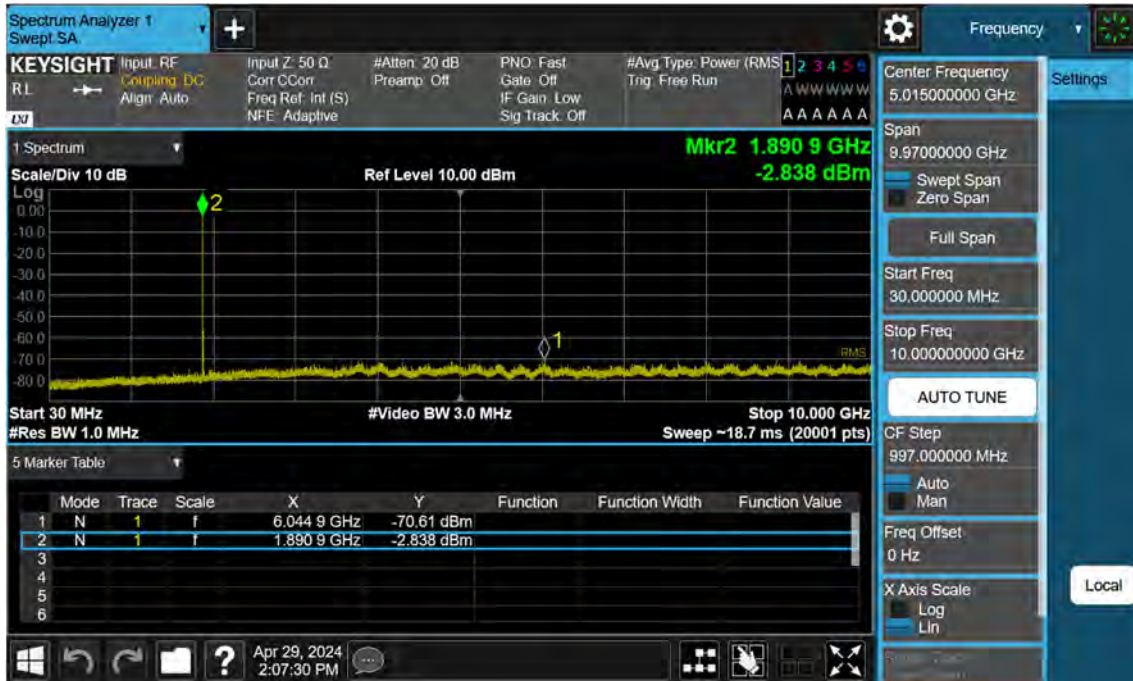 Spectrum Analyzer 1
Swept SA
+
Frequency
KEYSIGHT
RL
LXI
Input: RF
Coupling: DC
Align: Auto
Input Z: 50 Ω
Corr CCorr
Freq Ref: Int (S)
NFE: Adaptive
#Atten: 20 dB
Preamp: Off
PNO: Fast
Gate: Off
IF Gain: Low
Sig Track: Off
#Avg Type: Power (RMS
Trig: Free Run
1 2 3 4 5 6
A W W W W W
A A A A A A
1 Spectrum
Scale/Div 10 dB
Ref Level 10.00 dBm
Mkr2 1.890 9 GHz
-2.838 dBm
Log
0.00
-10.0
-20.0
-30.0
-40.0
-50.0
-60.0
-70.0
-80.0
2
1
RMS
Start 30 MHz
#Video BW 3.0 MHz
Stop 10.000 GHz
#Res BW 1.0 MHz
Sweep ~18.7 ms (20001 pts)
5 Marker Table
Mode Trace Scale X Y Function Function Width Function Value
1 N 1 f 6.044 9 GHz -70.61 dBm
2 N 1 f 1.890 9 GHz -2.838 dBm
3
4
5
6
Apr 29, 2024
2:07:30 PM
Center Frequency
5.015000000 GHz
Settings
Span
9.97000000 GHz
Swept Span
Zero Span
Full Span
Start Freq
30.000000 MHz
Stop Freq
10.000000000 GHz
AUTO TUNE
CF Step
997.000000 MHz
Auto
Man
Freq Offset
0 Hz
X Axis Scale
Log
Lin
Local